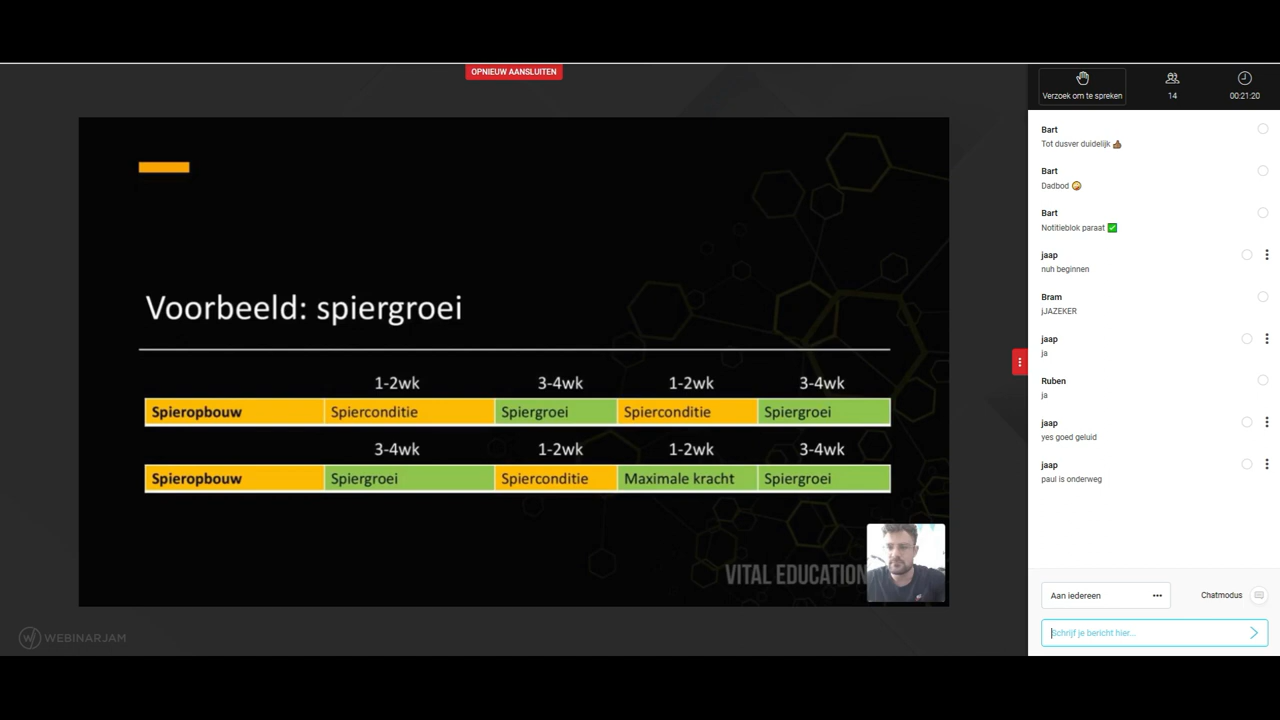 OPNIEUW AANSLUITEN
Verzoek om te spreken
14
00:21:20
Bart
Tot dusver duidelijk 👍🏾
Bart
Dadbod 🤪
Bart
Notitieblok paraat ✅
jaap
nuh beginnen
Bram
jJAZEKER
jaap
ja
Ruben
ja
jaap
yes goed geluid
jaap
paul is onderweg
Aan iedereen
Chatmodus
Schrijf je bericht hier...
Voorbeeld: spiergroei
1-2wk 3-4wk 1-2wk 3-4wk
Spieropbouw Spierconditie Spiergroei Spierconditie Spiergroei
3-4wk 1-2wk 1-2wk 3-4wk
Spieropbouw Spiergroei Spierconditie Maximale kracht Spiergroei
VITAL EDUCATION
WEBINARJAM